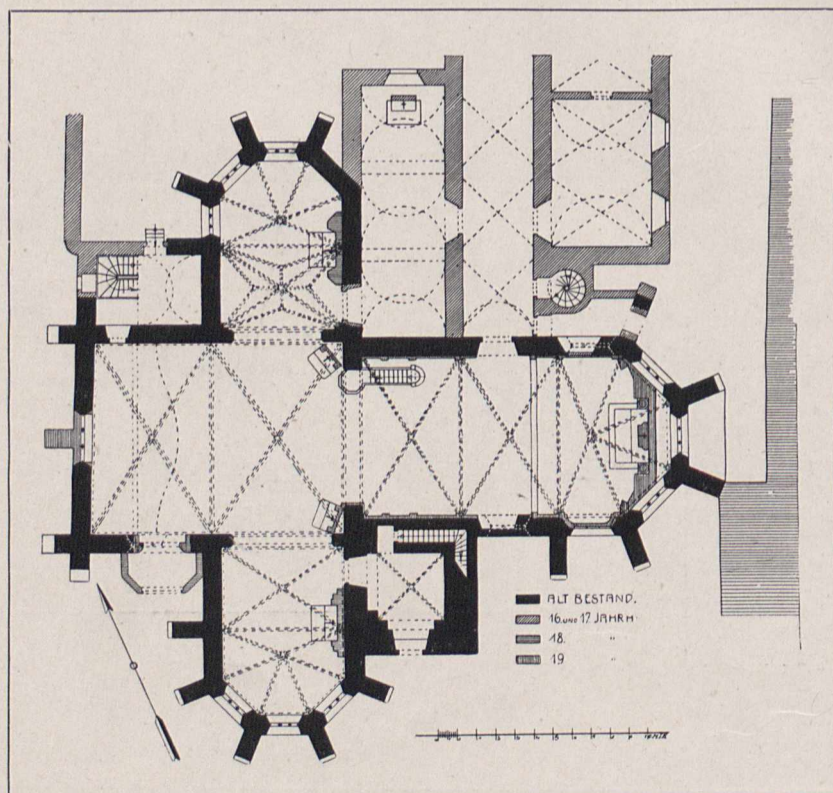 ALT BESTAND.
16. UND 17. JAHRH.
18. "
19 "